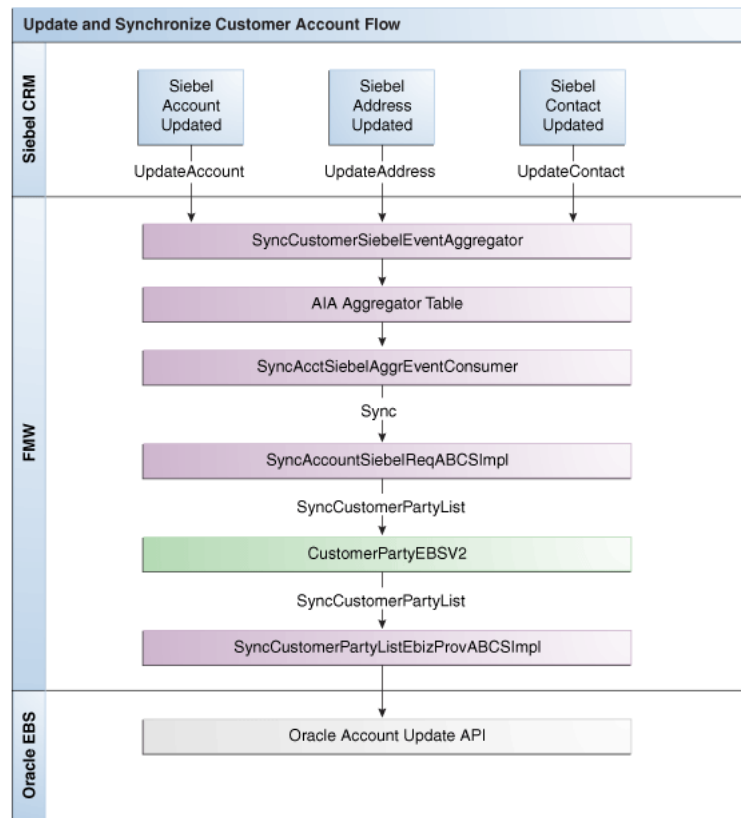 Update and Synchronize Customer Account Flow
Siebel CRM
Siebel
Account
Updated
Siebel
Address
Updated
Siebel
Contact
Updated
UpdateAccount
UpdateAddress
UpdateContact
FMW
SyncCustomerSiebelEventAggregator
AIA Aggregator Table
SyncAcctSiebelAggrEventConsumer
Sync
SyncAccountSiebelReqABCSImpl
SyncCustomerPartyList
CustomerPartyEBSV2
SyncCustomerPartyList
SyncCustomerPartyListEbizProvABCSImpl
Oracle EBS
Oracle Account Update API